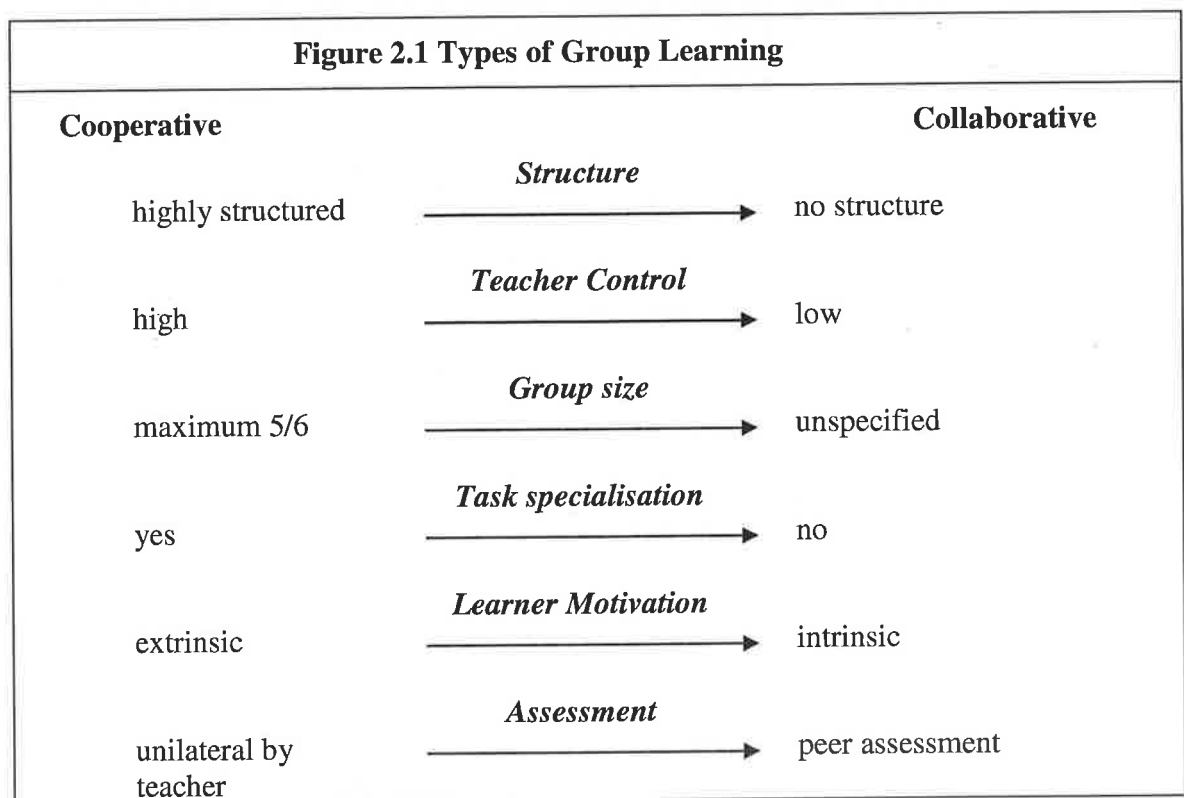 Figure 2.1 Types of Group Learning
Cooperative Collaborative
Structure
highly structured no structure
Teacher Control
high low
Group size
maximum 5/6 unspecified
Task specialisation
yes no
Learner Motivation
extrinsic intrinsic
Assessment
unilateral by peer assessment
teacher